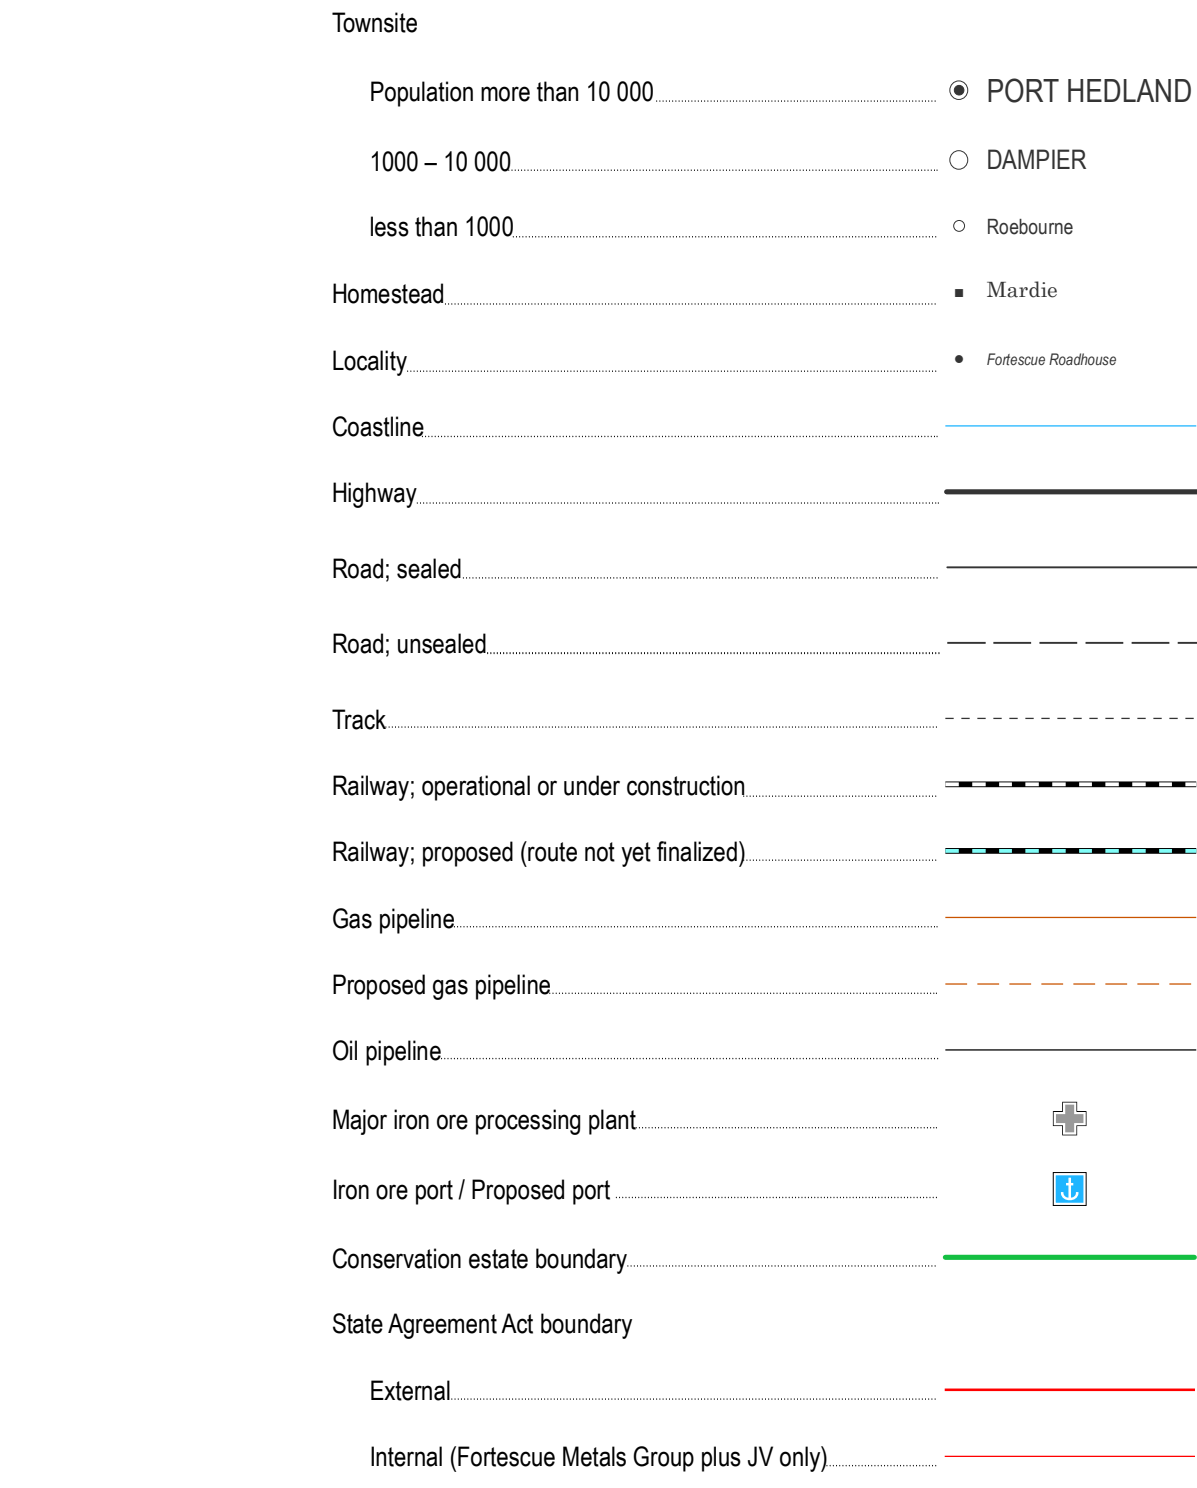 Townsite
Population more than 10 000 PORT HEDLAND
1000 – 10 000 DAMPIER
less than 1000 Roebourne
Homestead Mardie
Locality Fortescue Roadhouse
Coastline
Highway
Road; sealed
Road; unsealed
Track
Railway; operational or under construction
Railway; proposed (route not yet finalized)
Gas pipeline
Proposed gas pipeline
Oil pipeline
Major iron ore processing plant
Iron ore port / Proposed port
Conservation estate boundary
State Agreement Act boundary
External
Internal (Fortescue Metals Group plus JV only)